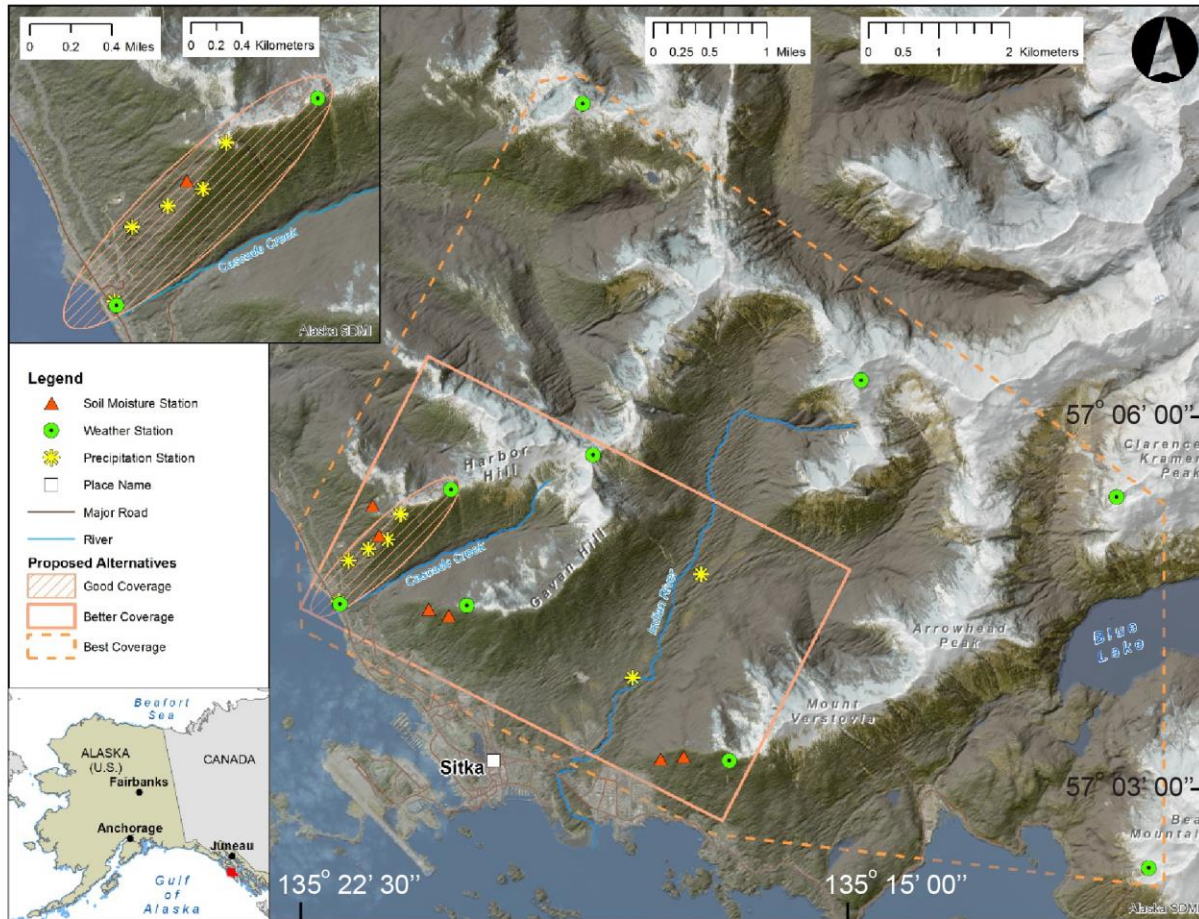 0 0.2 0.4 Miles
0 0.2 0.4 Kilometers
Cascade Creek
Alaska SDMI
0 0.25 0.5 1 Miles
0 0.5 1 2 Kilometers
57° 06' 00"
Clarence
Kramer
Peak
Harbor
Hill
Cascade Creek
Gavan Hill
Indian River
Arrowhead
Peak
Blue
Lake
Mount
Verstovia
Sitka
57° 03' 00"
Bea
Mountain
135° 22' 30"
135° 15' 00"
Alaska SDM
Legend
Soil Moisture Station
Weather Station
Precipitation Station
Place Name
Major Road
River
Proposed Alternatives
Good Coverage
Better Coverage
Best Coverage
Beafort
Sea
ALASKA
(U.S.)
CANADA
Fairbanks
Anchorage
Juneau
Gulf
of
Alaska